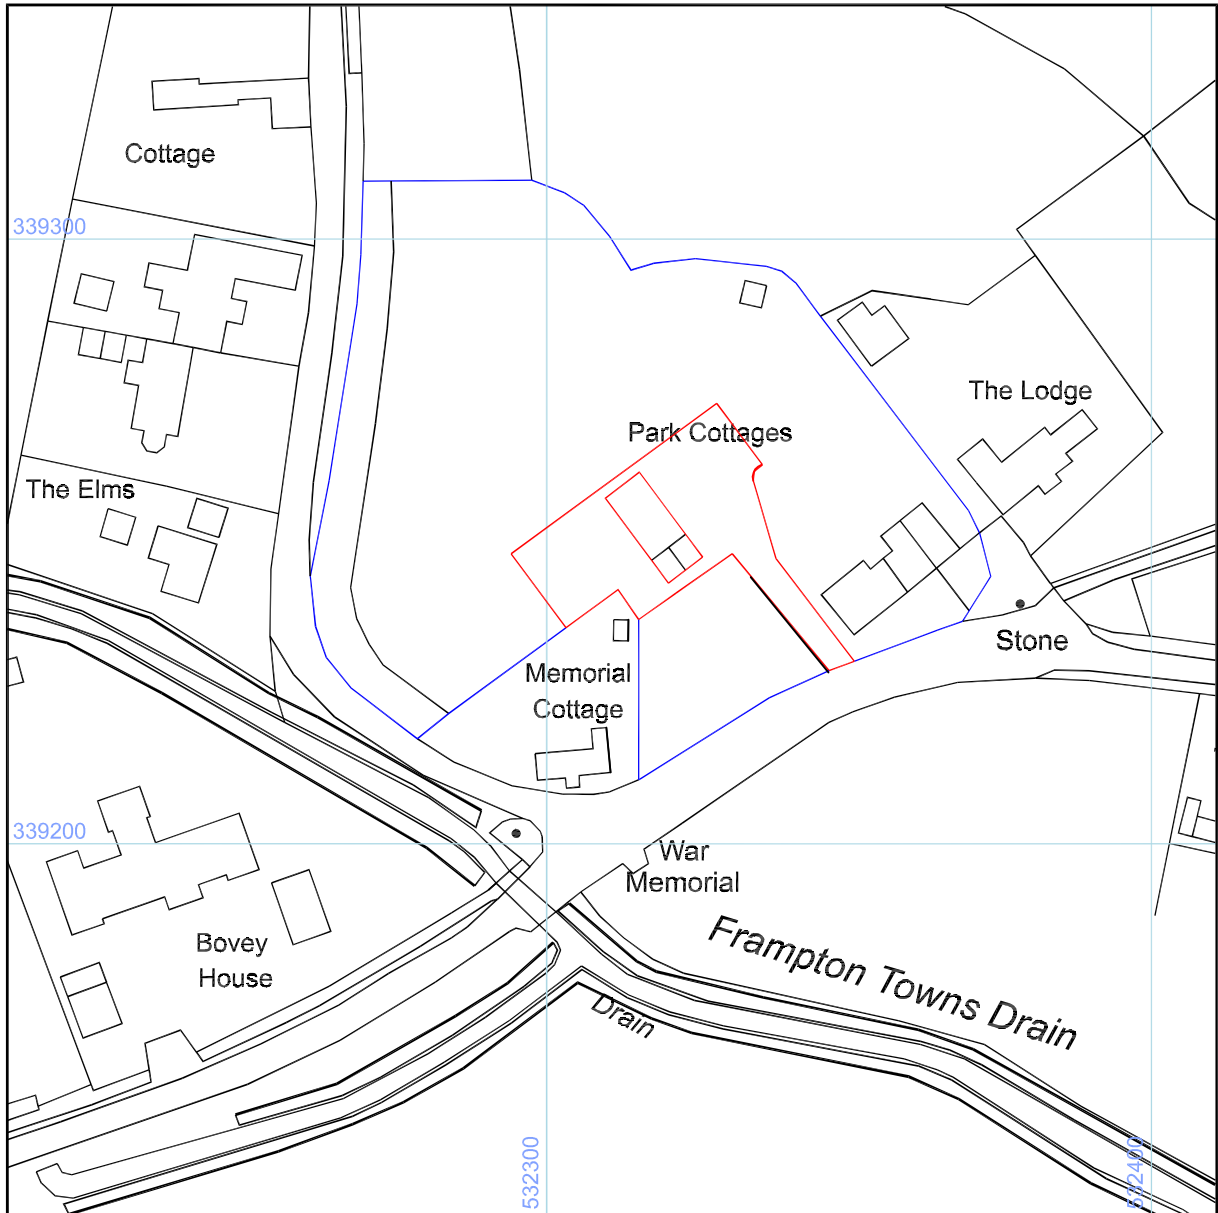 Cottage
339300
The Lodge
Park Cottages
The Elms
Stone
Memorial
Cottage
339200
War
Memorial
Bovey
House
Frampton Towns Drain
Drain
532300
532400